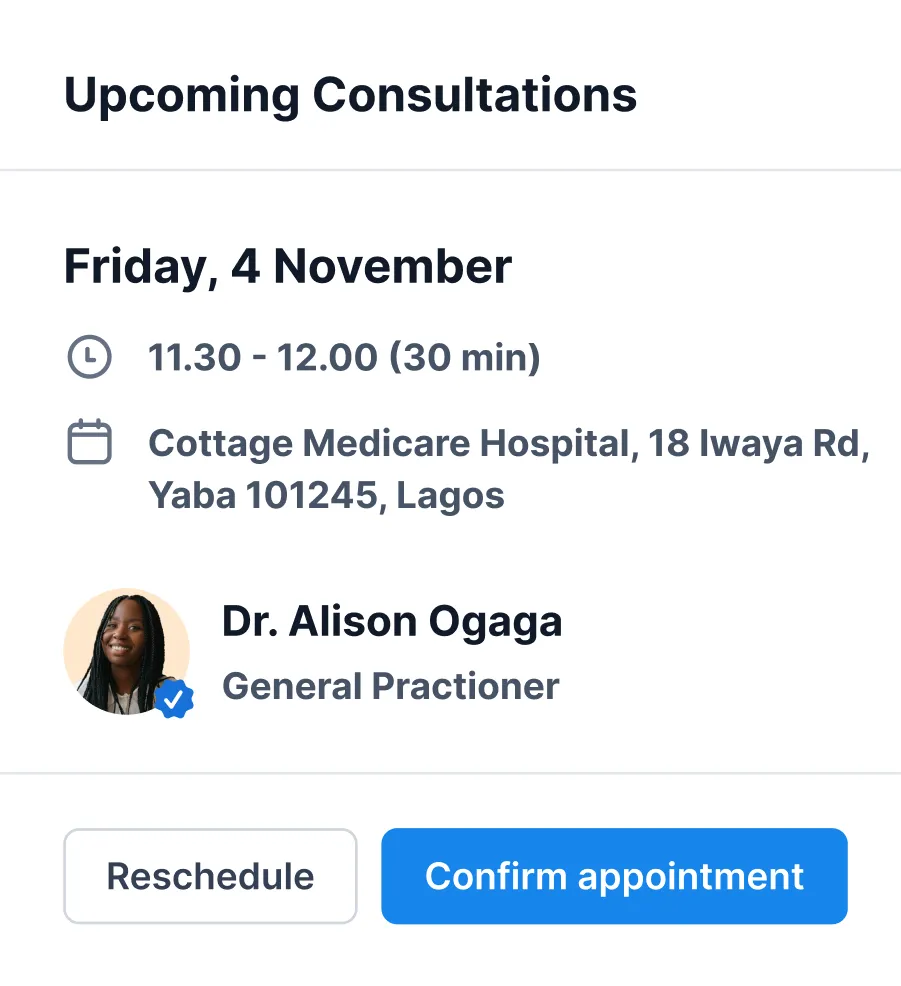 Upcoming Consultations
Friday, 4 November
11.30 - 12.00 (30 min)
Cottage Medicare Hospital, 18 Iwaya Rd,
Yaba 101245, Lagos
Dr. Alison Ogaga
General Practioner
Reschedule
Confirm appointment